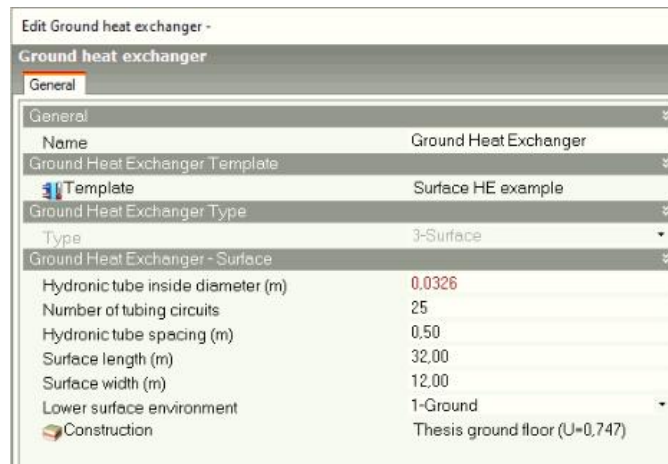 Edit Ground heat exchanger -
Ground heat exchanger
General
General
Name Ground Heat Exchanger
Ground Heat Exchanger Template
Template Surface HE example
Ground Heat Exchanger Type
Type 3-Surface
Ground Heat Exchanger - Surface
Hydronic tube inside diameter (m) 0,0326
Number of tubing circuits 25
Hydronic tube spacing (m) 0,50
Surface length (m) 32,00
Surface width (m) 12,00
Lower surface environment 1-Ground
Construction Thesis ground floor (U=0,747)